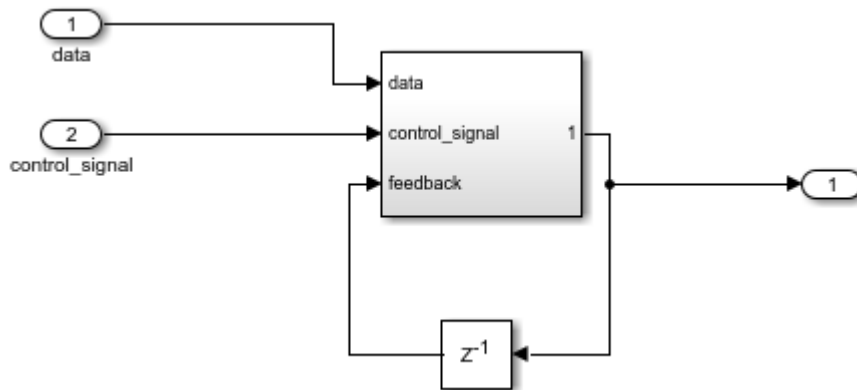 1
data
2
control_signal
data
control_signal
feedback
1
1
Z-1